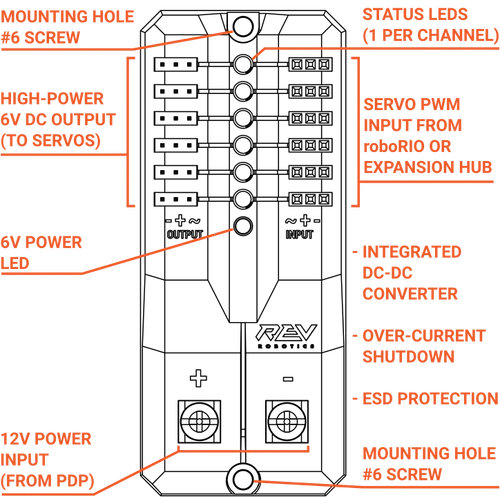 MOUNTING HOLE
#6 SCREW
STATUS LEDS
(1 PER CHANNEL)
HIGH-POWER
6V DC OUTPUT
(TO SERVOS)
SERVO PWM
INPUT FROM
roboRIO OR
EXPANSION HUB
- + ~
OUTPUT
~ + -
INPUT
6V POWER
LED
- INTEGRATED
DC-DC
CONVERTER
- OVER-CURRENT
SHUTDOWN
- ESD PROTECTION
REV
ROBOTICS
+ -
12V POWER
INPUT
(FROM PDP)
MOUNTING HOLE
#6 SCREW